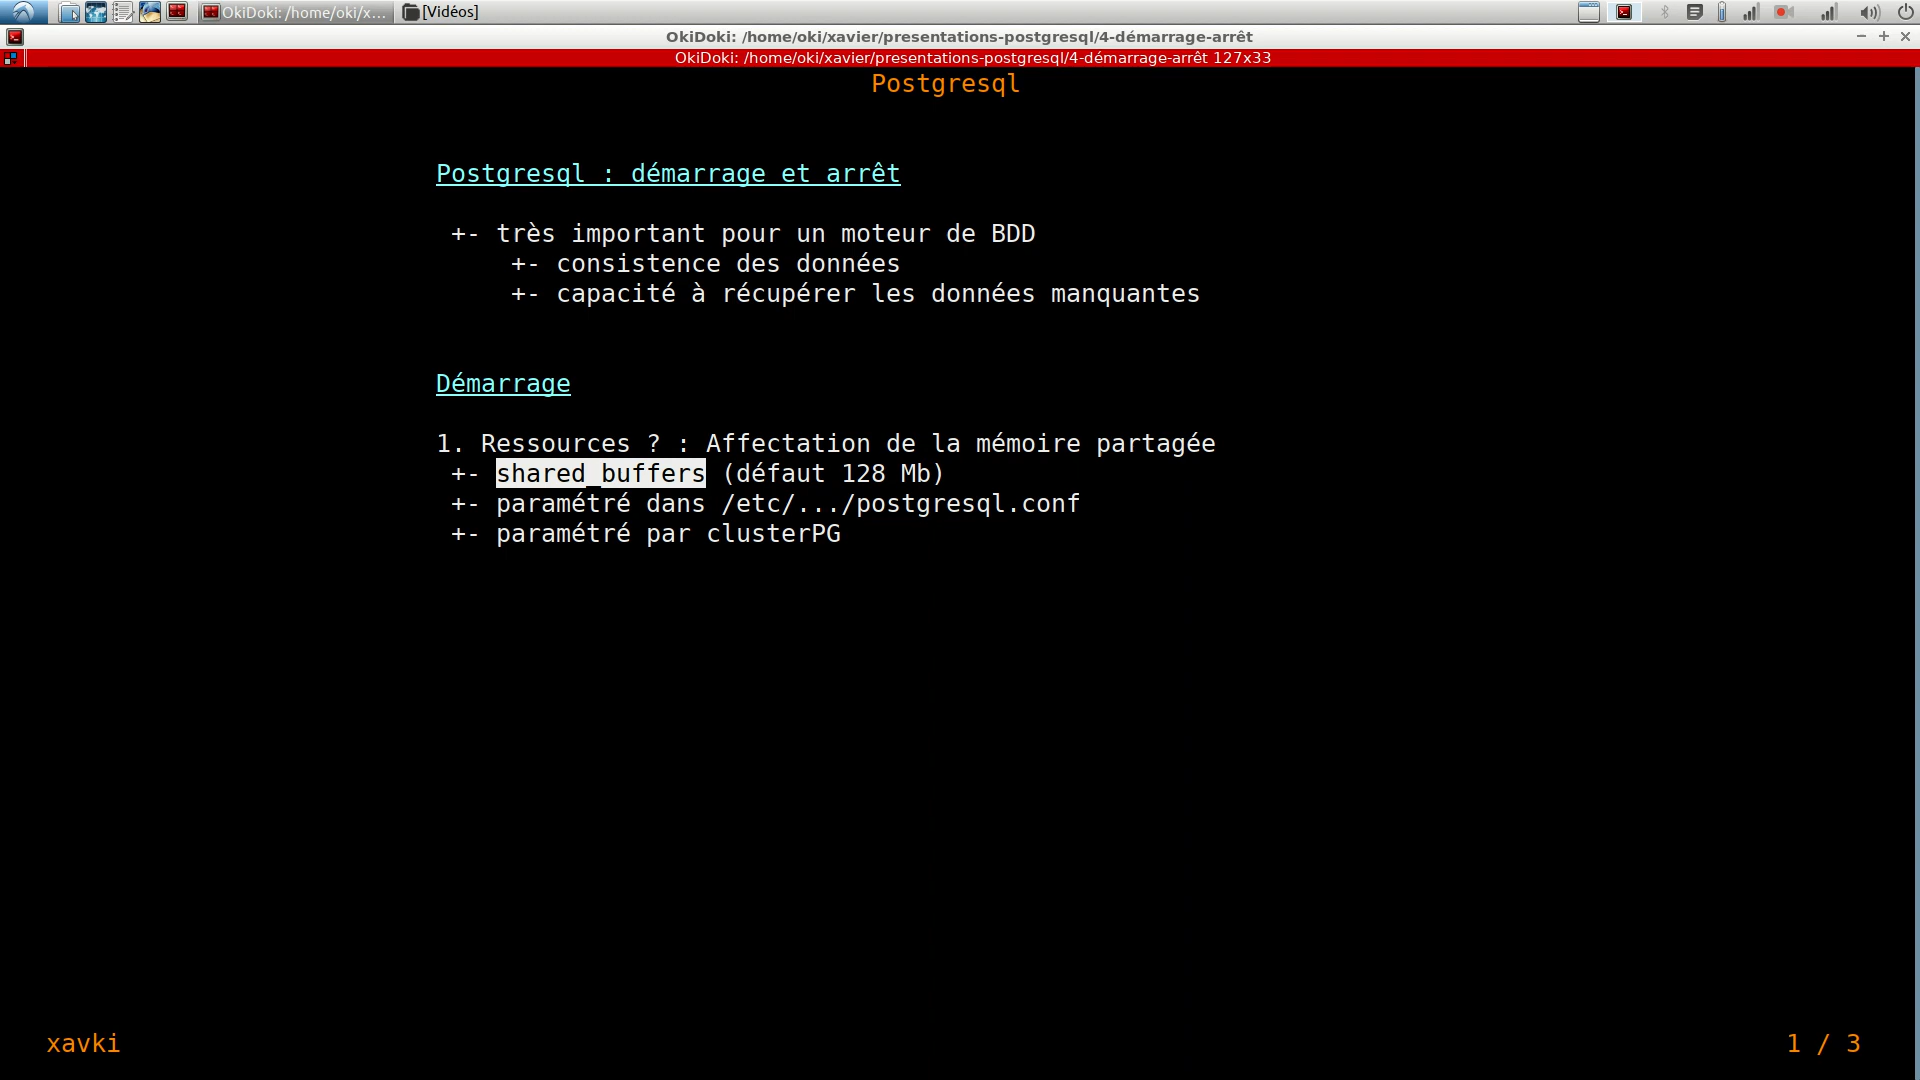 OkiDoki: /home/oki/x...
[Vidéos]
OkiDoki: /home/oki/xavier/presentations-postgresql/4-démarrage-arrêt
OkiDoki: /home/oki/xavier/presentations-postgresql/4-démarrage-arrêt 127x33
Postgresql
Postgresql : démarrage et arrêt
+- très important pour un moteur de BDD
+- consistence des données
+- capacité à récupérer les données manquantes
Démarrage
1. Ressources ? : Affectation de la mémoire partagée
+- shared_buffers (défaut 128 Mb)
+- paramétré dans /etc/.../postgresql.conf
+- paramétré par clusterPG
xavki
1 / 3